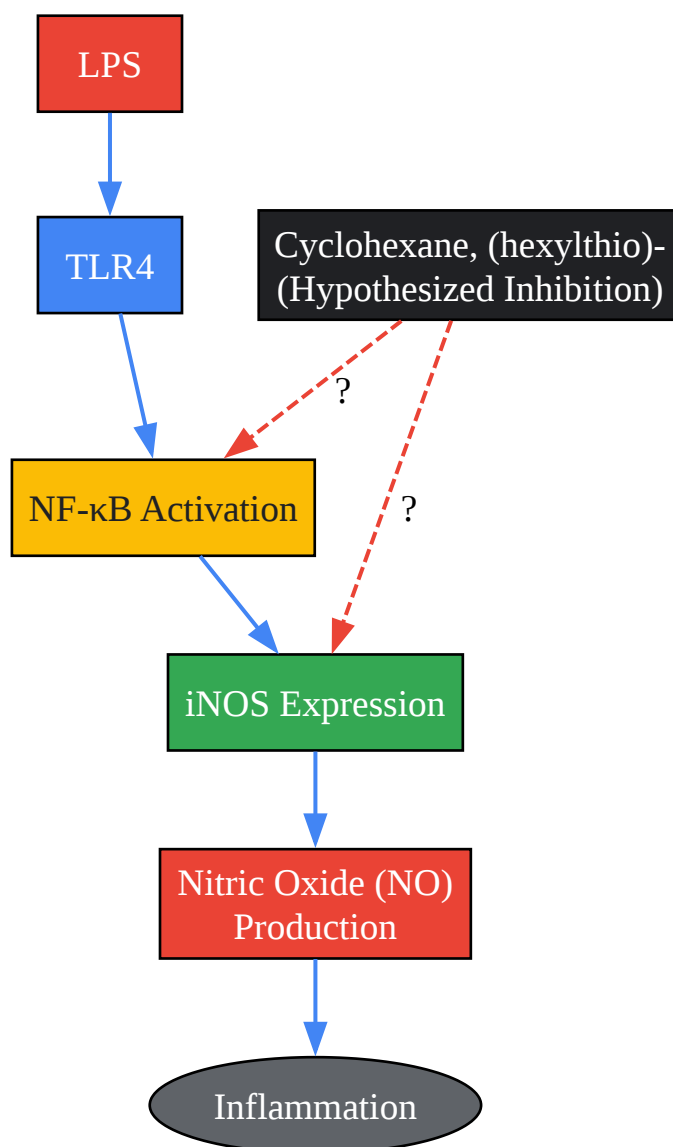 LPS
TLR4
Cyclohexane, (hexylthio)-
(Hypothesized Inhibition)
?
NF-κB Activation
?
iNOS Expression
Nitric Oxide (NO)
Production
Inflammation